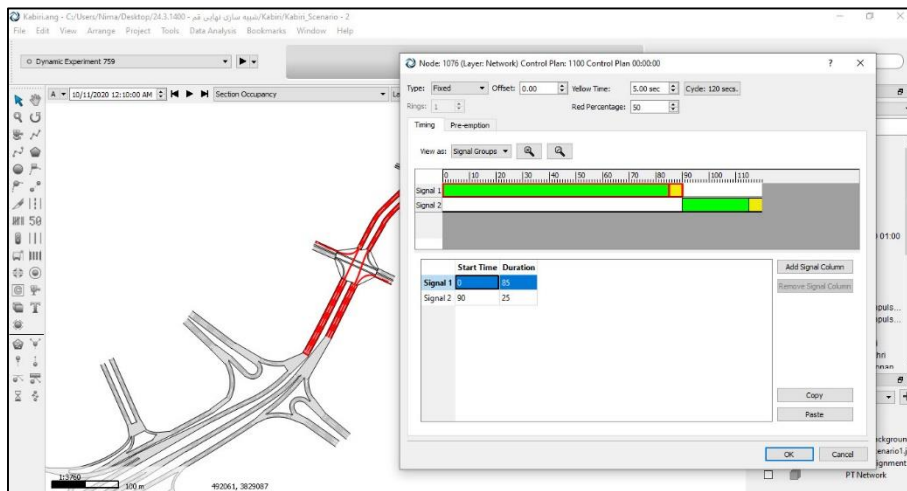 Kabiri.ang - C:/Users/Nima/Desktop/24.3.1400 - شبیه سازی نهایی قم/Kabiri/Kabiri_Scenario - 2
File Edit View Arrange Project Tools Data Analysis Bookmarks Window Help
Dynamic Experiment 759
A 10/11/2020 12:10:00 AM Section Occupancy
Node: 1076 (Layer: Network) Control Plan: 1100 Control Plan 00:00:00
Type: Fixed Offset: 0.00 Yellow Time: 5.00 sec Cycle: 120 secs.
Rings: 1 Red Percentage: 50
Timing Pre-emption
View as: Signal Groups
0 10 20 30 40 50 60 70 80 90 100 110
Signal 1
Signal 2
Start Time Duration
Signal 1 0 85
Signal 2 90 25
Add Signal Column
Remove Signal Column
Copy
Paste
OK Cancel
01:00
PT Network
1:3760
100 m
492061, 3829087